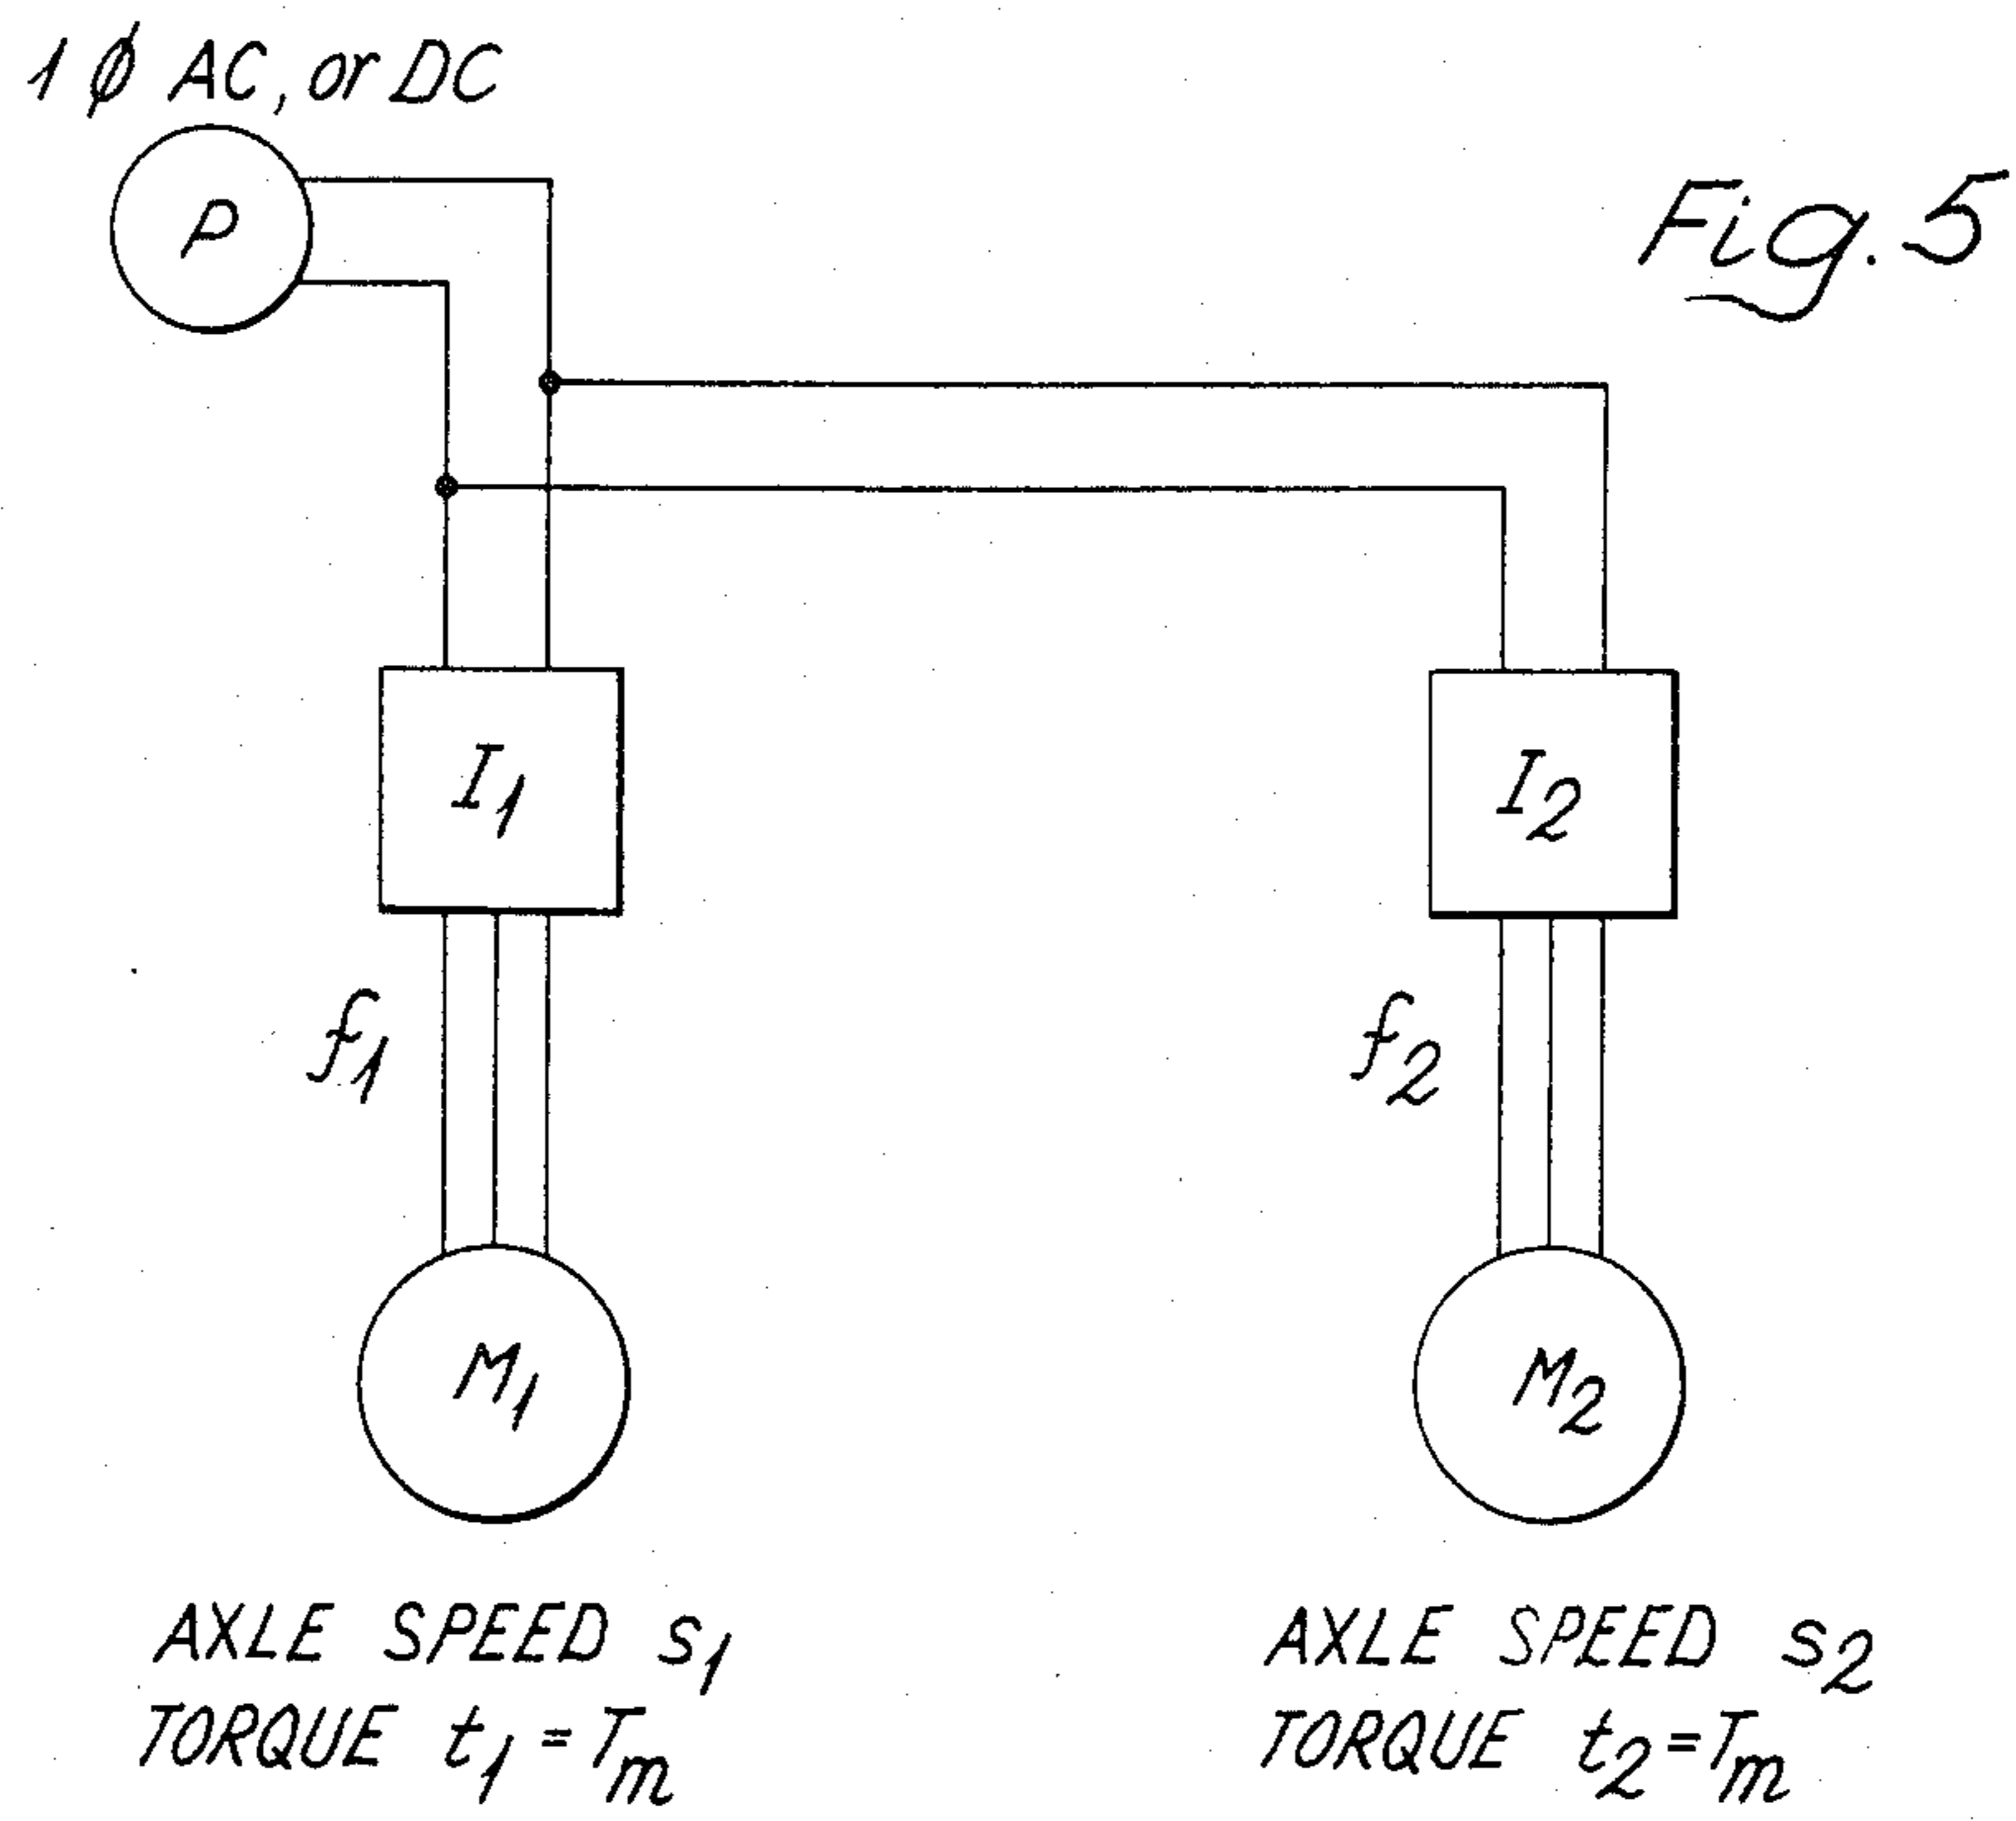 1 ϕ AC, or DC
P
Fig. 5
I1
I2
f1
f2
M1
M2
AXLE SPEED s1
TORQUE t1 = Tm
AXLE SPEED s2
TORQUE t2 = Tm